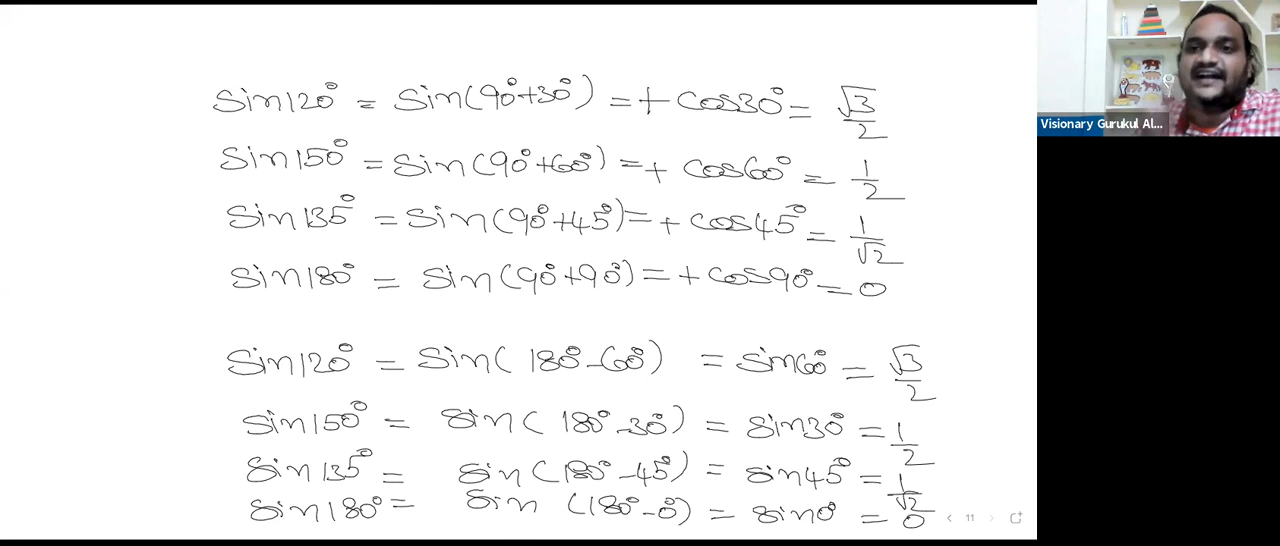 sin120° = sin(90°+30°) = + cos30° = √3/2
sin150° = sin(90°+60°) = + cos60° = 1/2
sin135° = sin(90°+45°) = + cos45° = 1/√2
sin180° = sin(90°+90°) = + cos90° = 0
sin120° = sin(180°-60°) = sin60° = √3/2
sin150° = sin(180°-30°) = sin30° = 1/2
sin135° = sin(180°-45°) = sin45° = 1/√2
sin180° = sin(180°-0°) = sin0° = 0
Visionary Gurukul Al...
11